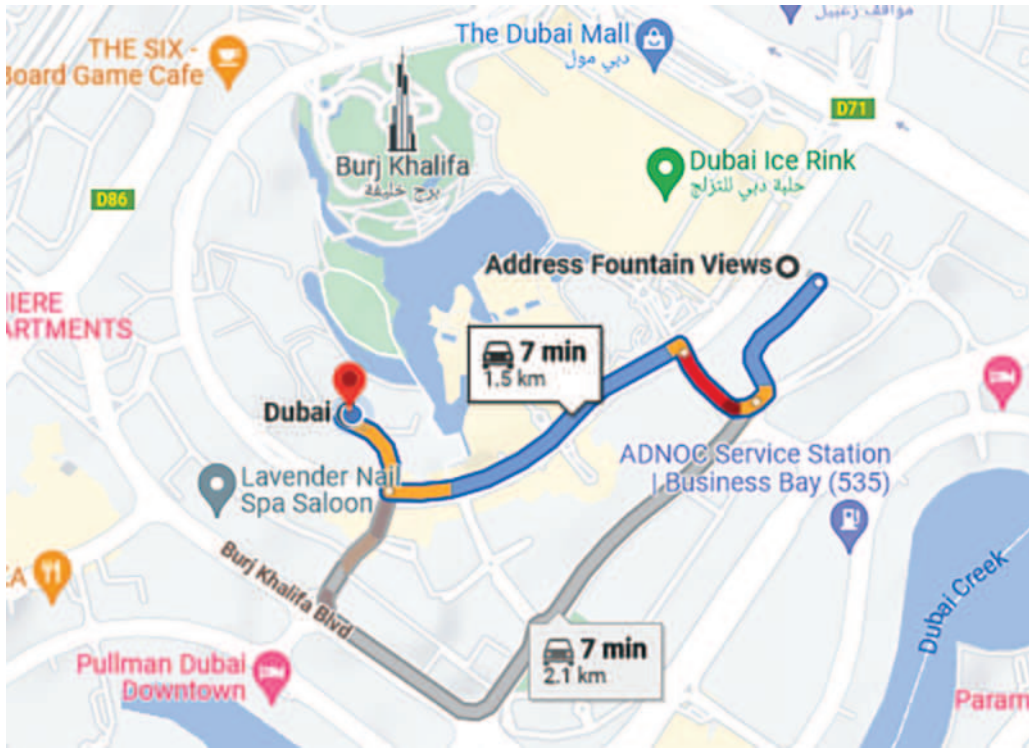 مواقف زعبيل
The Dubai Mall
دبي مول
THE SIX -
Board Game Cafe
D71
Burj Khalifa
برج خليفة
Dubai Ice Rink
حلبة دبي للتزلج
D86
Address Fountain Views
IERE
ARTMENTS
7 min
1.5 km
Dubai
ADNOC Service Station
| Business Bay (535)
Lavender Nail
Spa Saloon
Burj Khalifa Blvd
CA
Dubai Creek
7 min
2.1 km
Pullman Dubai
Downtown
Param